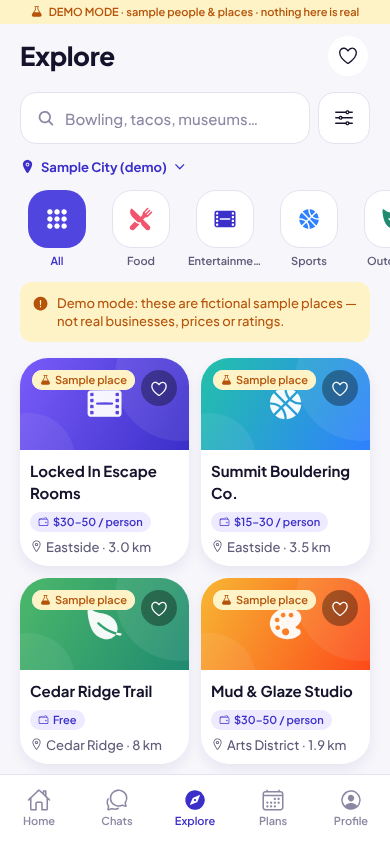 DEMO MODE · sample people & places · nothing here is real
Explore
Bowling, tacos, museums…
Sample City (demo)
All
Food
Entertainme…
Sports
Outd
Demo mode: these are fictional sample places —
not real businesses, prices or ratings.
Sample place
Sample place
Locked In Escape
Rooms
Summit Bouldering
Co.
$30–50 / person
$15–30 / person
Eastside · 3.0 km
Eastside · 3.5 km
Sample place
Sample place
Cedar Ridge Trail
Mud & Glaze Studio
Free
$30–50 / person
Cedar Ridge · 8 km
Arts District · 1.9 km
Home
Chats
Explore
Plans
Profile